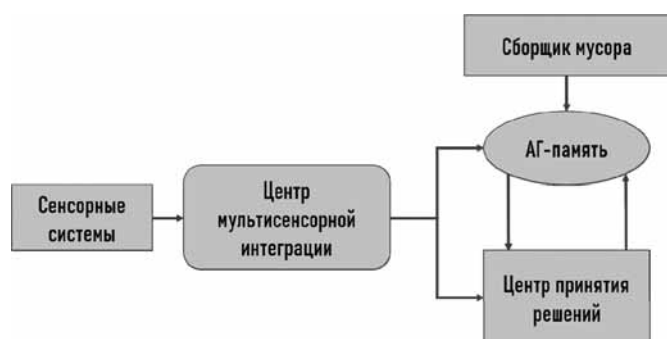 Сборщик мусора
АГ-память
Центр
мультисенсорной
интеграции
Сенсорные
системы
Центр принятия
решений